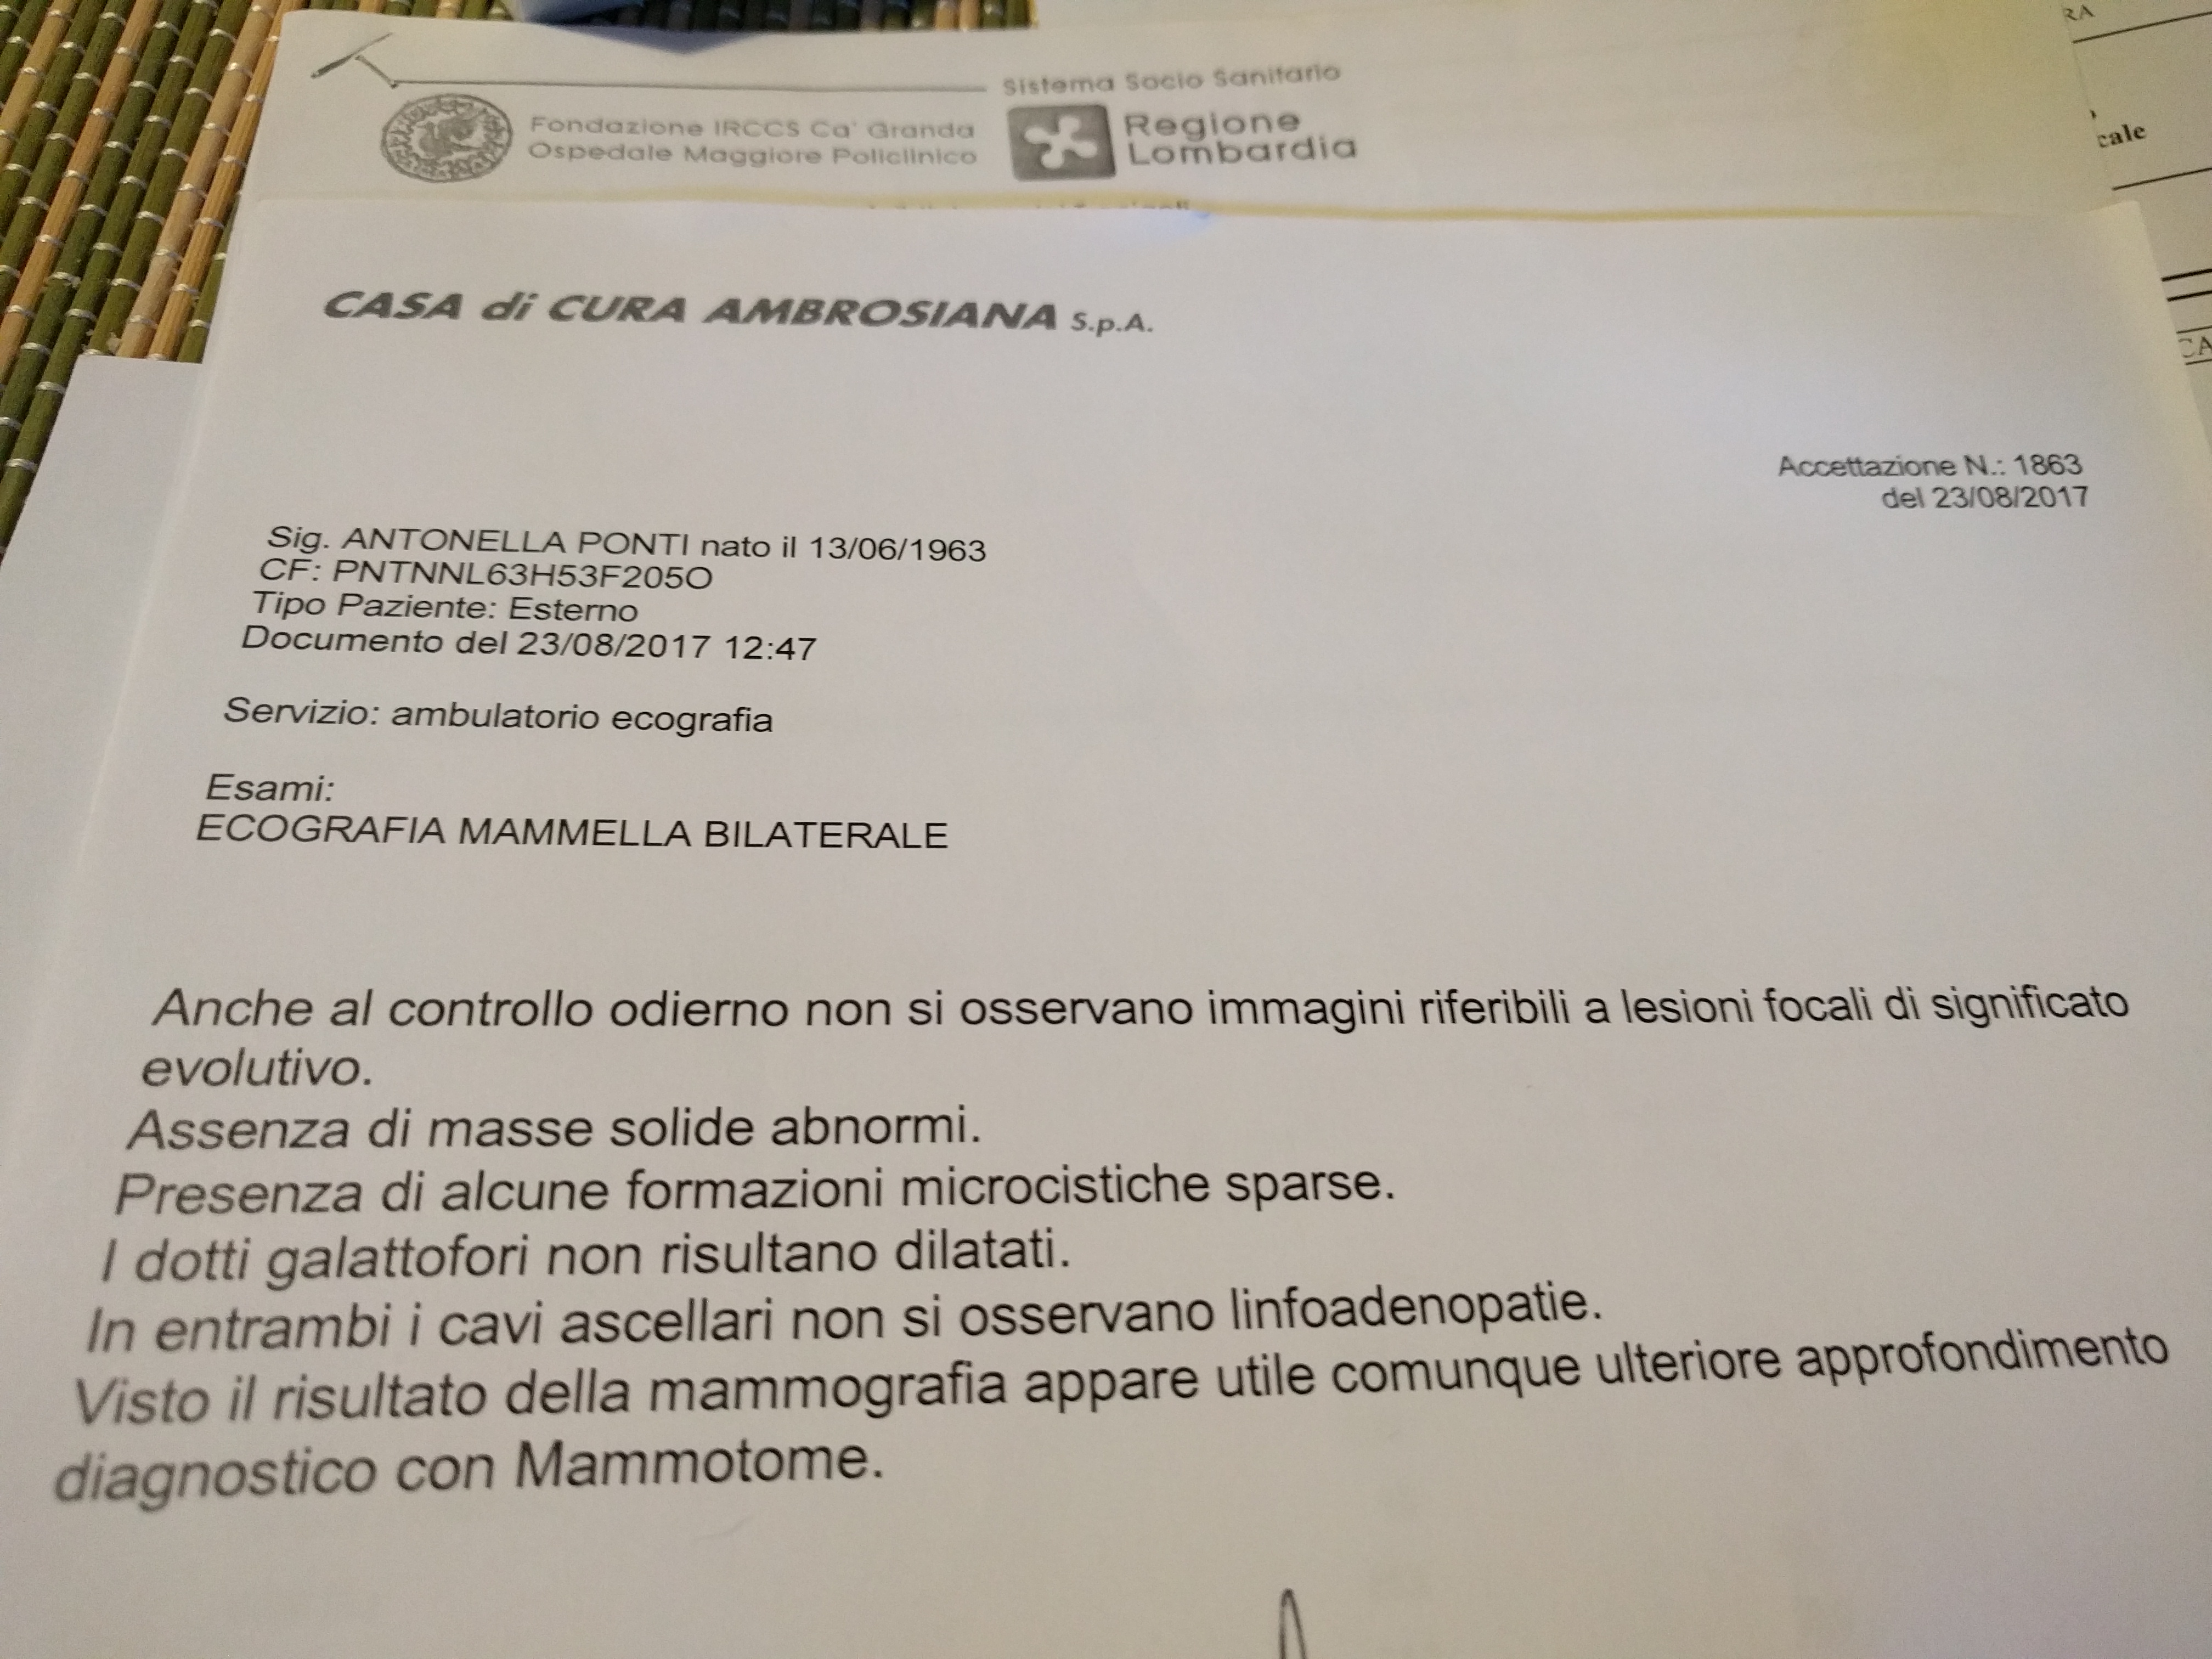 RA
cale
CA
Sistema Socio Sanitario
Fondazione IRCCS Ca' Granda
Ospedale Maggiore Policlinico
Regione
Lombardia
CASA di CURA AMBROSIANA S.p.A.
Accettazione N.: 1863
del 23/08/2017
Sig. ANTONELLA PONTI nato il 13/06/1963
CF: PNTNNL63H53F205O
Tipo Paziente: Esterno
Documento del 23/08/2017 12:47
Servizio: ambulatorio ecografia
Esami:
ECOGRAFIA MAMMELLA BILATERALE
Anche al controllo odierno non si osservano immagini riferibili a lesioni focali di significato
evolutivo.
Assenza di masse solide abnormi.
Presenza di alcune formazioni microcistiche sparse.
I dotti galattofori non risultano dilatati.
In entrambi i cavi ascellari non si osservano linfoadenopatie.
Visto il risultato della mammografia appare utile comunque ulteriore approfondimento
diagnostico con Mammotome.